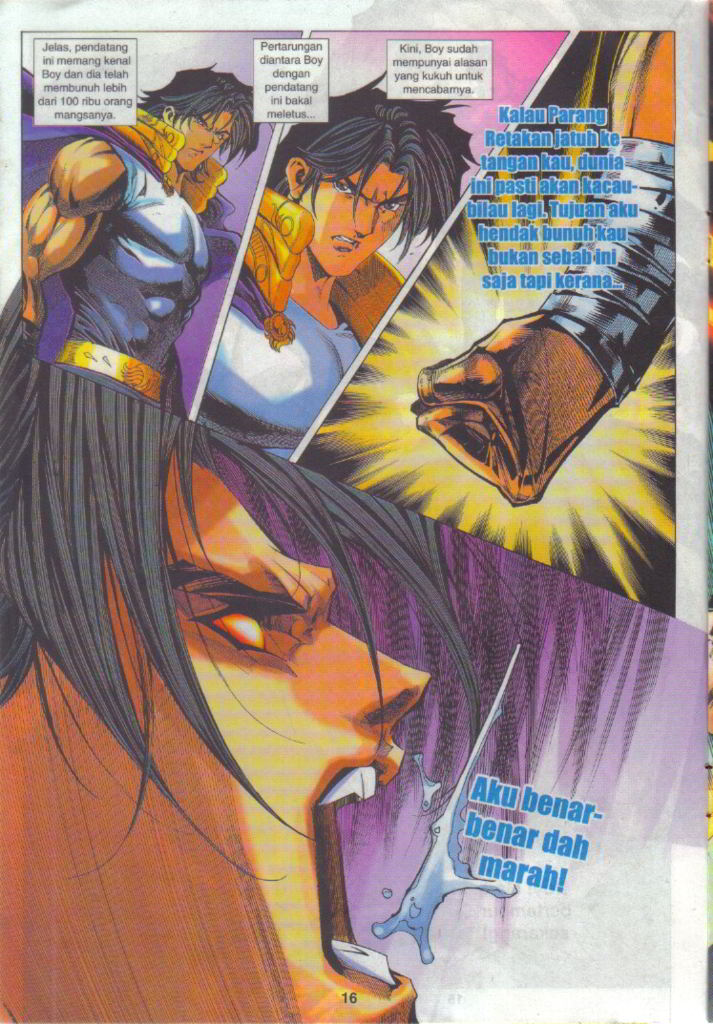 Jelas, pendatang
ini memang kenal
Boy dan dia telah
membunuh lebih
dari 100 ribu orang
mangsanya.
Pertarungan
diantara Boy
dengan
pendatang
ini bakal
meletus...
Kini, Boy sudah
mempunyai alasan
yang kukuh untuk
mencabarnya.
Kalau Parang
Retakan jatuh ke
tangan kau, dunia
ini pasti akan kacau-
bilau lagi. Tujuan aku
hendak bunuh kau
bukan sebab ini
saja tapi kerana...
Aku benar-
benar dah
marah!
16